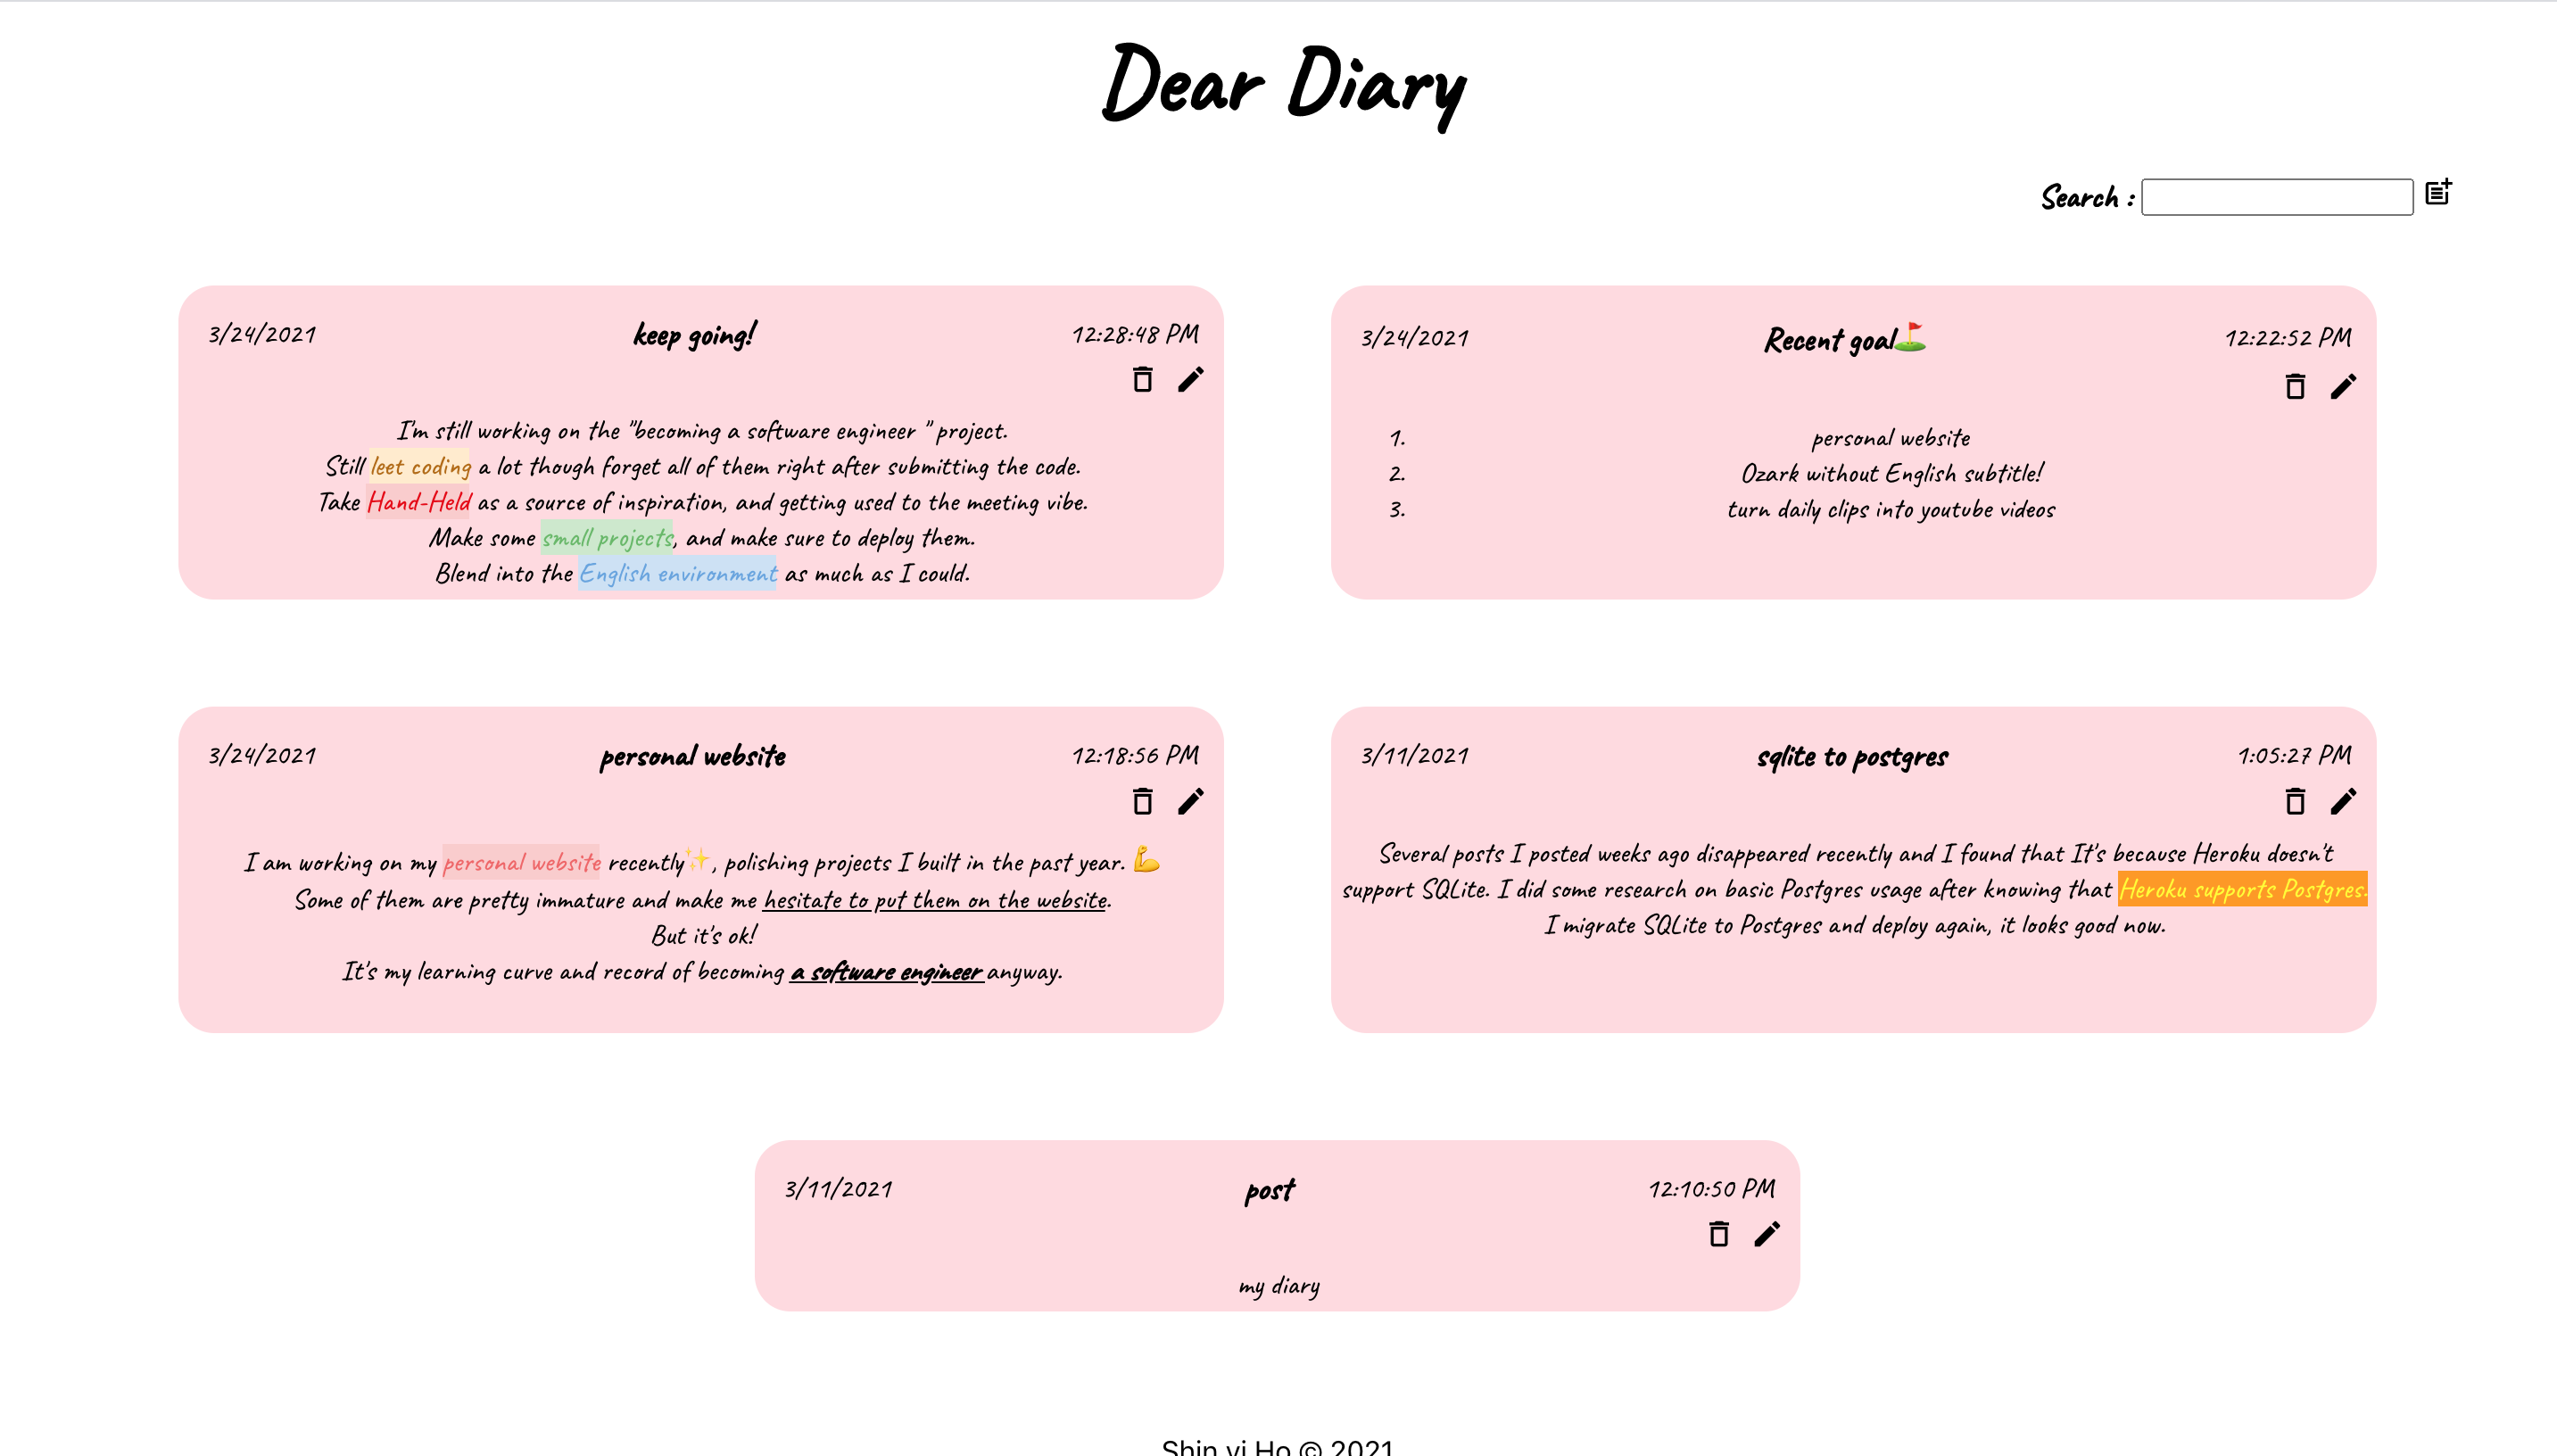 Dear Diary
Search :
3/24/2021 keep going! 12:28:48 PM
I'm still working on the "becoming a software engineer " project.
Still leet coding a lot though forget all of them right after submitting the code.
Take Hand-Held as a source of inspiration, and getting used to the meeting vibe.
Make some small projects, and make sure to deploy them.
Blend into the English environment as much as I could.
3/24/2021 Recent goal⛳ 12:22:52 PM
1. personal website
2. Ozark without English subtitle!
3. turn daily clips into youtube videos
3/24/2021 personal website 12:18:56 PM
I am working on my personal website recently✨, polishing projects I built in the past year. 💪
Some of them are pretty immature and make me hesitate to put them on the website.
But it's ok!
It's my learning curve and record of becoming a software engineer anyway.
3/11/2021 sqlite to postgres 1:05:27 PM
Several posts I posted weeks ago disappeared recently and I found that It's because Heroku doesn't
support SQLite. I did some research on basic Postgres usage after knowing that Heroku supports Postgres.
I migrate SQLite to Postgres and deploy again, it looks good now.
3/11/2021 post 12:10:50 PM
my diary
Shin yi Ho © 2021